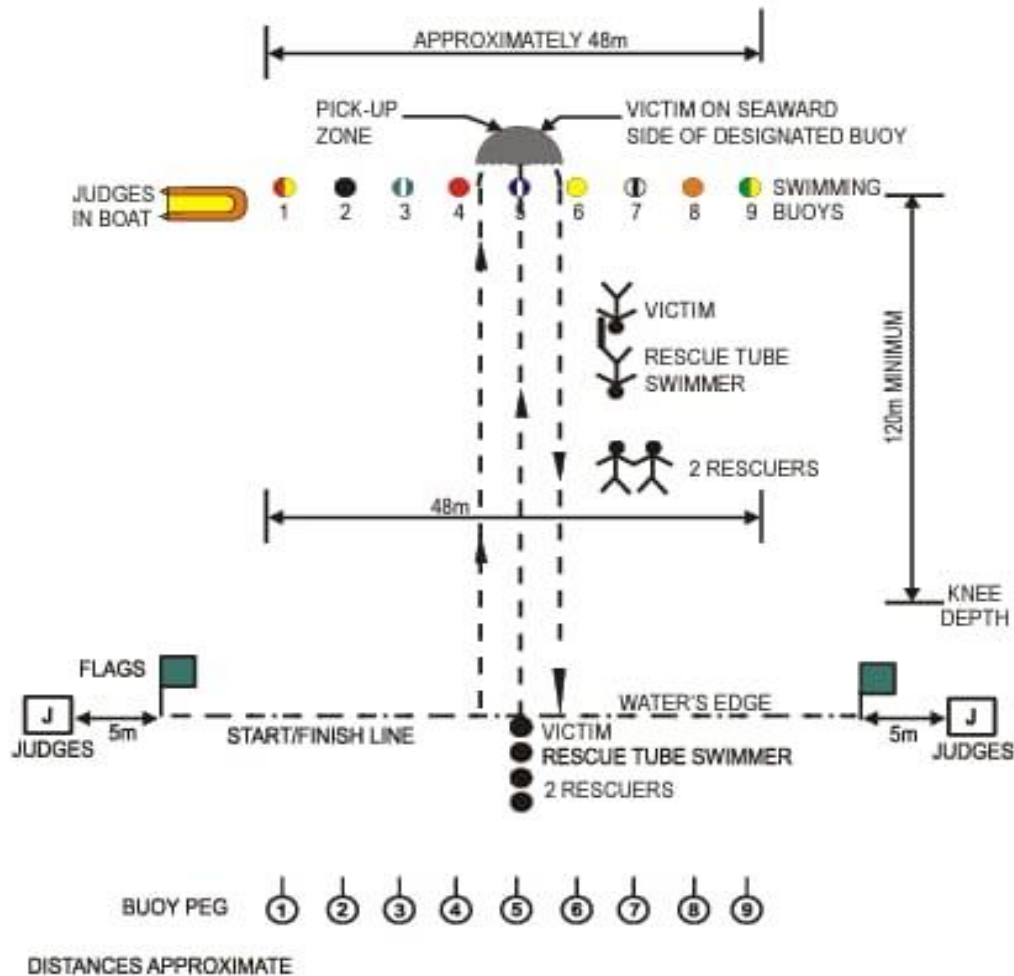 APPROXIMATELY 48m
PICK-UP
ZONE
VICTIM ON SEAWARD
SIDE OF DESIGNATED BUOY
JUDGES
IN BOAT
1 2 3 4 5 6 7 8 9
SWIMMING
BUOYS
VICTIM
RESCUE TUBE
SWIMMER
120m MINIMUM
2 RESCUERS
48m
KNEE
DEPTH
FLAGS
J
JUDGES
5m
START/FINISH LINE
WATER'S EDGE
5m
J
JUDGES
VICTIM
RESCUE TUBE SWIMMER
2 RESCUERS
BUOY PEG 1 2 3 4 5 6 7 8 9
DISTANCES APPROXIMATE